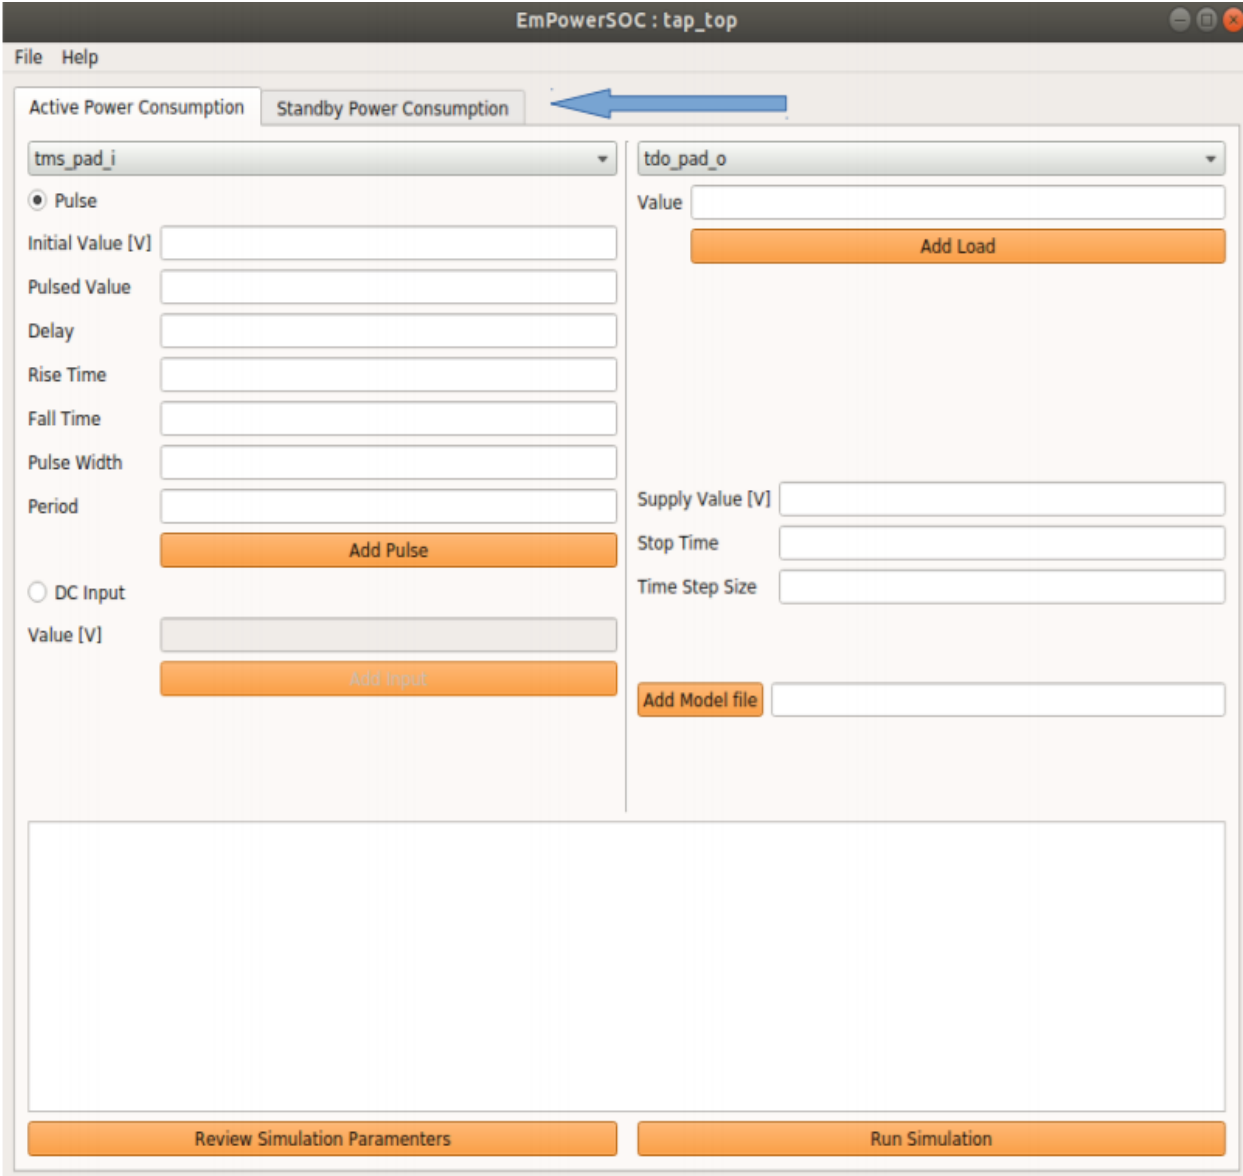 EmPowerSOC : tap_top
File Help
Active Power Consumption Standby Power Consumption
tms_pad_i
Pulse
Initial Value [V]
Pulsed Value
Delay
Rise Time
Fall Time
Pulse Width
Period
Add Pulse
DC Input
Value [V]
Add Input
tdo_pad_o
Value
Add Load
Supply Value [V]
Stop Time
Time Step Size
Add Model file
Review Simulation Paramenters
Run Simulation